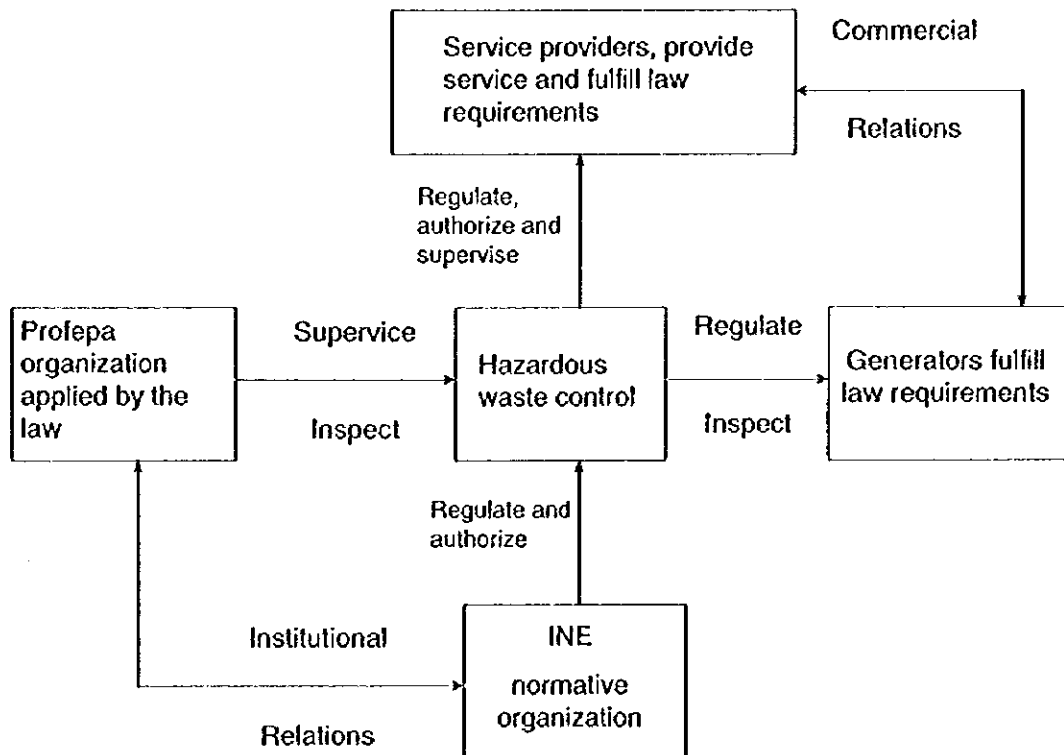 Service providers, provide
service and fulfill law
requirements
Commercial
Relations
Regulate,
authorize and
supervise
Profepa
organization
applied by the
law
Supervice
Inspect
Hazardous
waste control
Regulate
Inspect
Generators fulfill
law requirements
Regulate and
authorize
Institutional
Relations
INE
normative
organization